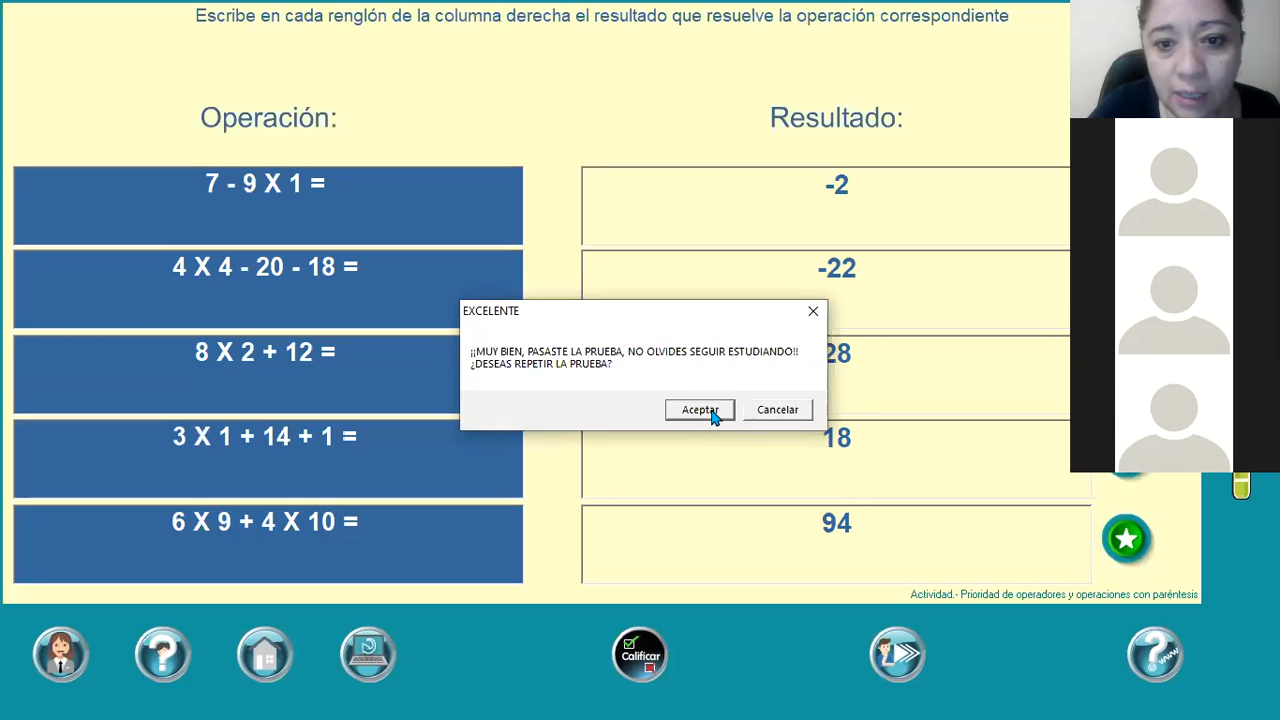 Escribe en cada renglón de la columna derecha el resultado que resuelve la operación correspondiente
Operación:
Resultado:
7 - 9 X 1 =
-2
4 X 4 - 20 - 18 =
-22
8 X 2 + 12 =
28
3 X 1 + 14 + 1 =
18
6 X 9 + 4 X 10 =
94
EXCELENTE
¡¡MUY BIEN, PASASTE LA PRUEBA, NO OLVIDES SEGUIR ESTUDIANDO!!
¿DESEAS REPETIR LA PRUEBA?
Aceptar
Cancelar
Actividad.- Prioridad de operadores y operaciones con paréntesis
Calificar
www